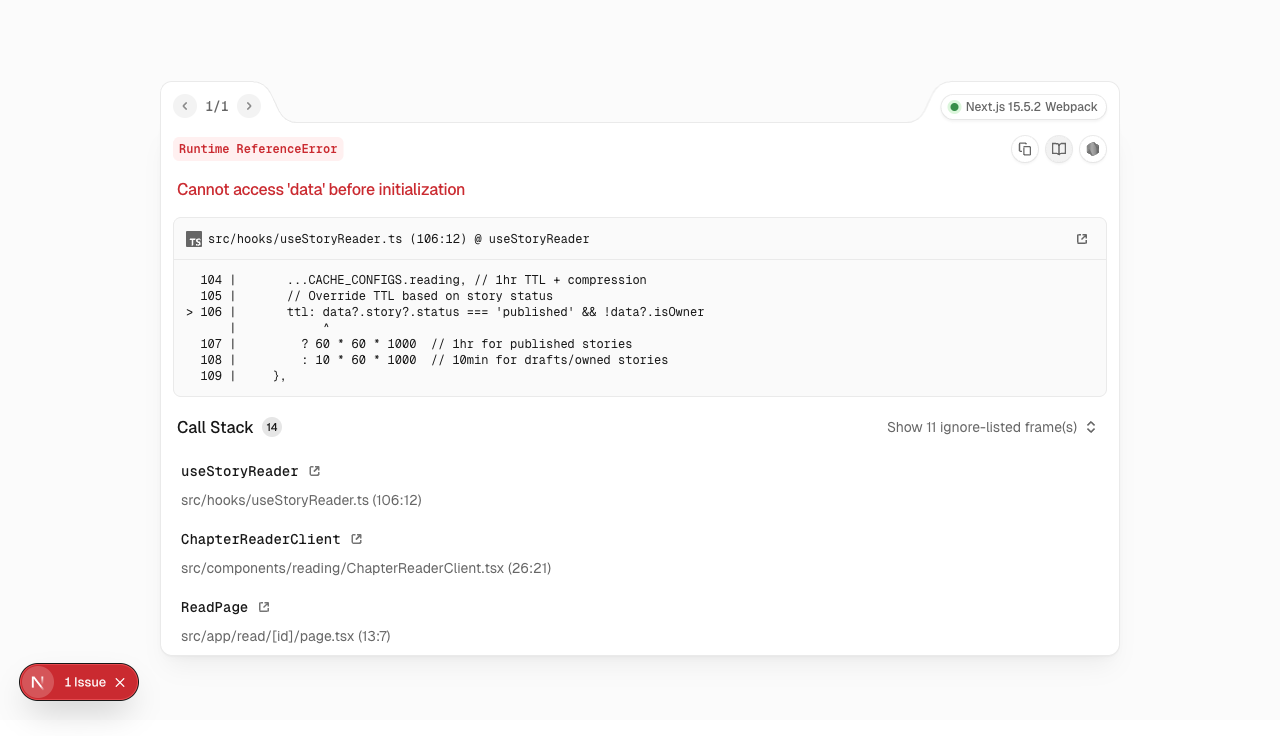 1/1
Next.js 15.5.2 Webpack
Runtime ReferenceError
Cannot access 'data' before initialization
TS src/hooks/useStoryReader.ts (106:12) @ useStoryReader
  104 |       ...CACHE_CONFIGS.reading, // 1hr TTL + compression
  105 |       // Override TTL based on story status
> 106 |       ttl: data?.story?.status === 'published' && !data?.isOwner
      |            ^
  107 |         ? 60 * 60 * 1000  // 1hr for published stories
  108 |         : 10 * 60 * 1000  // 10min for drafts/owned stories
  109 |     },
Call Stack 14
Show 11 ignore-listed frame(s)
useStoryReader
src/hooks/useStoryReader.ts (106:12)
ChapterReaderClient
src/components/reading/ChapterReaderClient.tsx (26:21)
ReadPage
src/app/read/[id]/page.tsx (13:7)
N 1 Issue